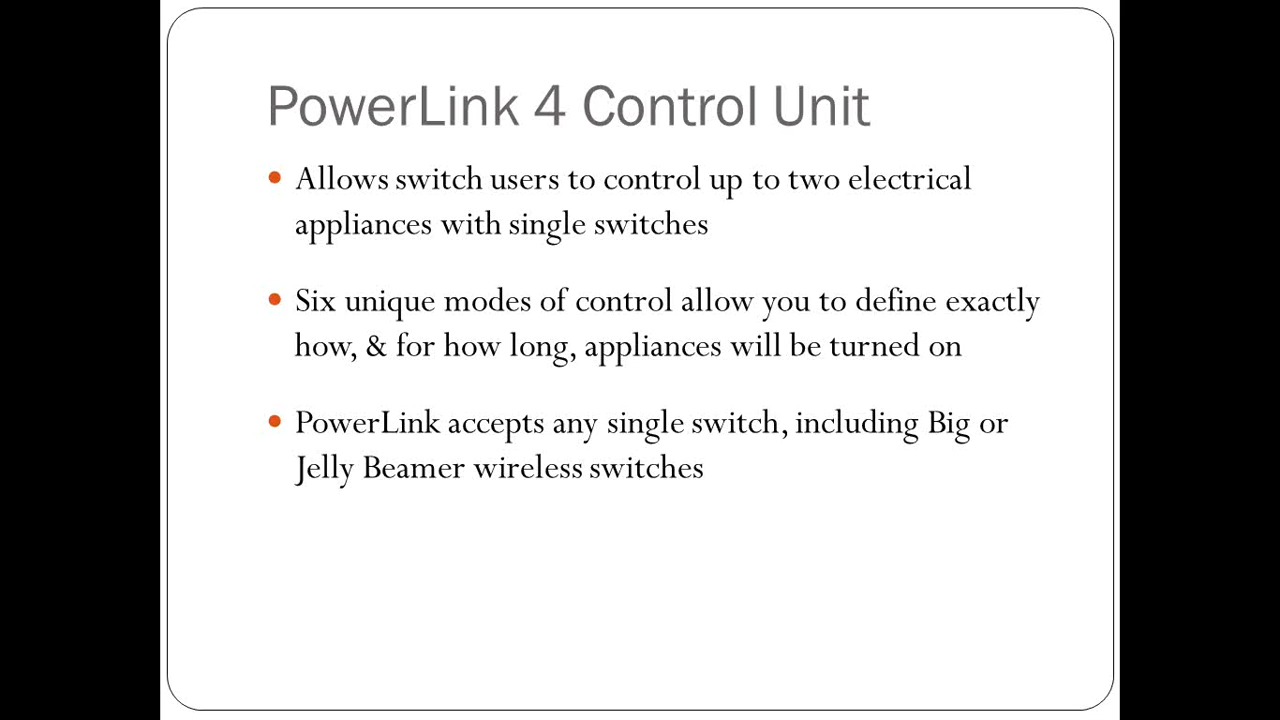 PowerLink 4 Control Unit
• Allows switch users to control up to two electrical
appliances with single switches
• Six unique modes of control allow you to define exactly
how, & for how long, appliances will be turned on
• PowerLink accepts any single switch, including Big or
Jelly Beamer wireless switches